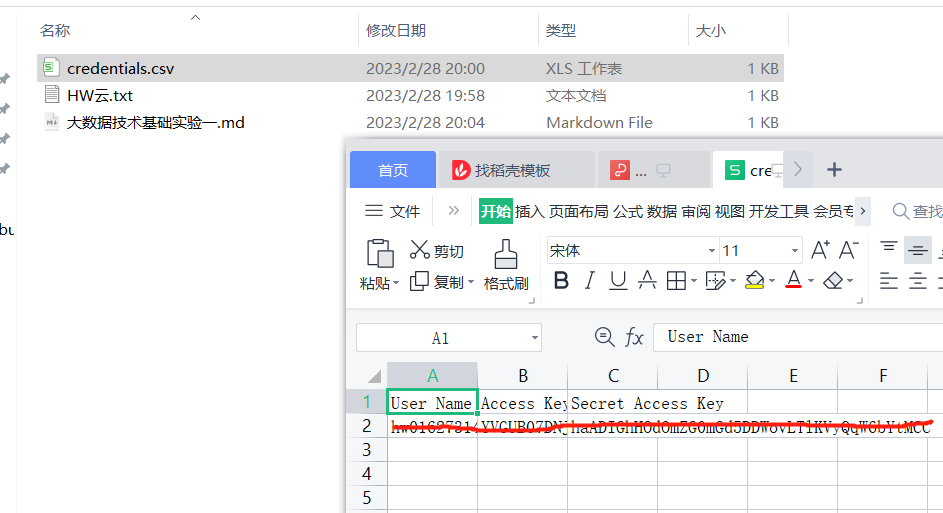 名称 修改日期 类型 大小
credentials.csv 2023/2/28 20:00 XLS 工作表 1 KB
HW云.txt 2023/2/28 19:58 文本文档 1 KB
大数据技术基础实验一.md 2023/2/28 20:04 Markdown File 1 KB
首页 找稻壳模板 ... cre
文件 开始 插入 页面布局 公式 数据 审阅 视图 开发工具 会员专 查找
剪切 宋体 11
粘贴 复制 格式刷
A1 fx User Name
A B C D E F
1 User Name Access Key Secret Access Key
2
3
4
5